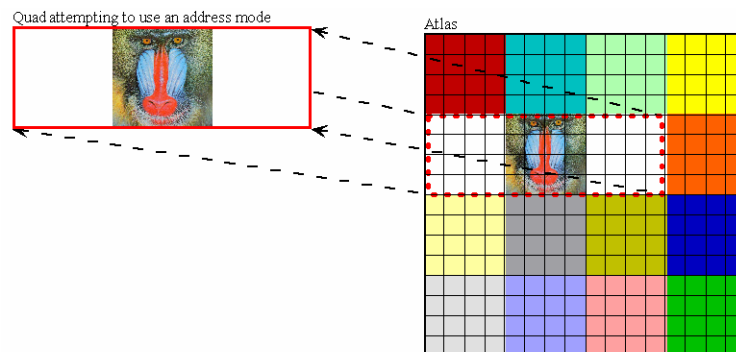 Quad attempting to use an address mode
Atlas